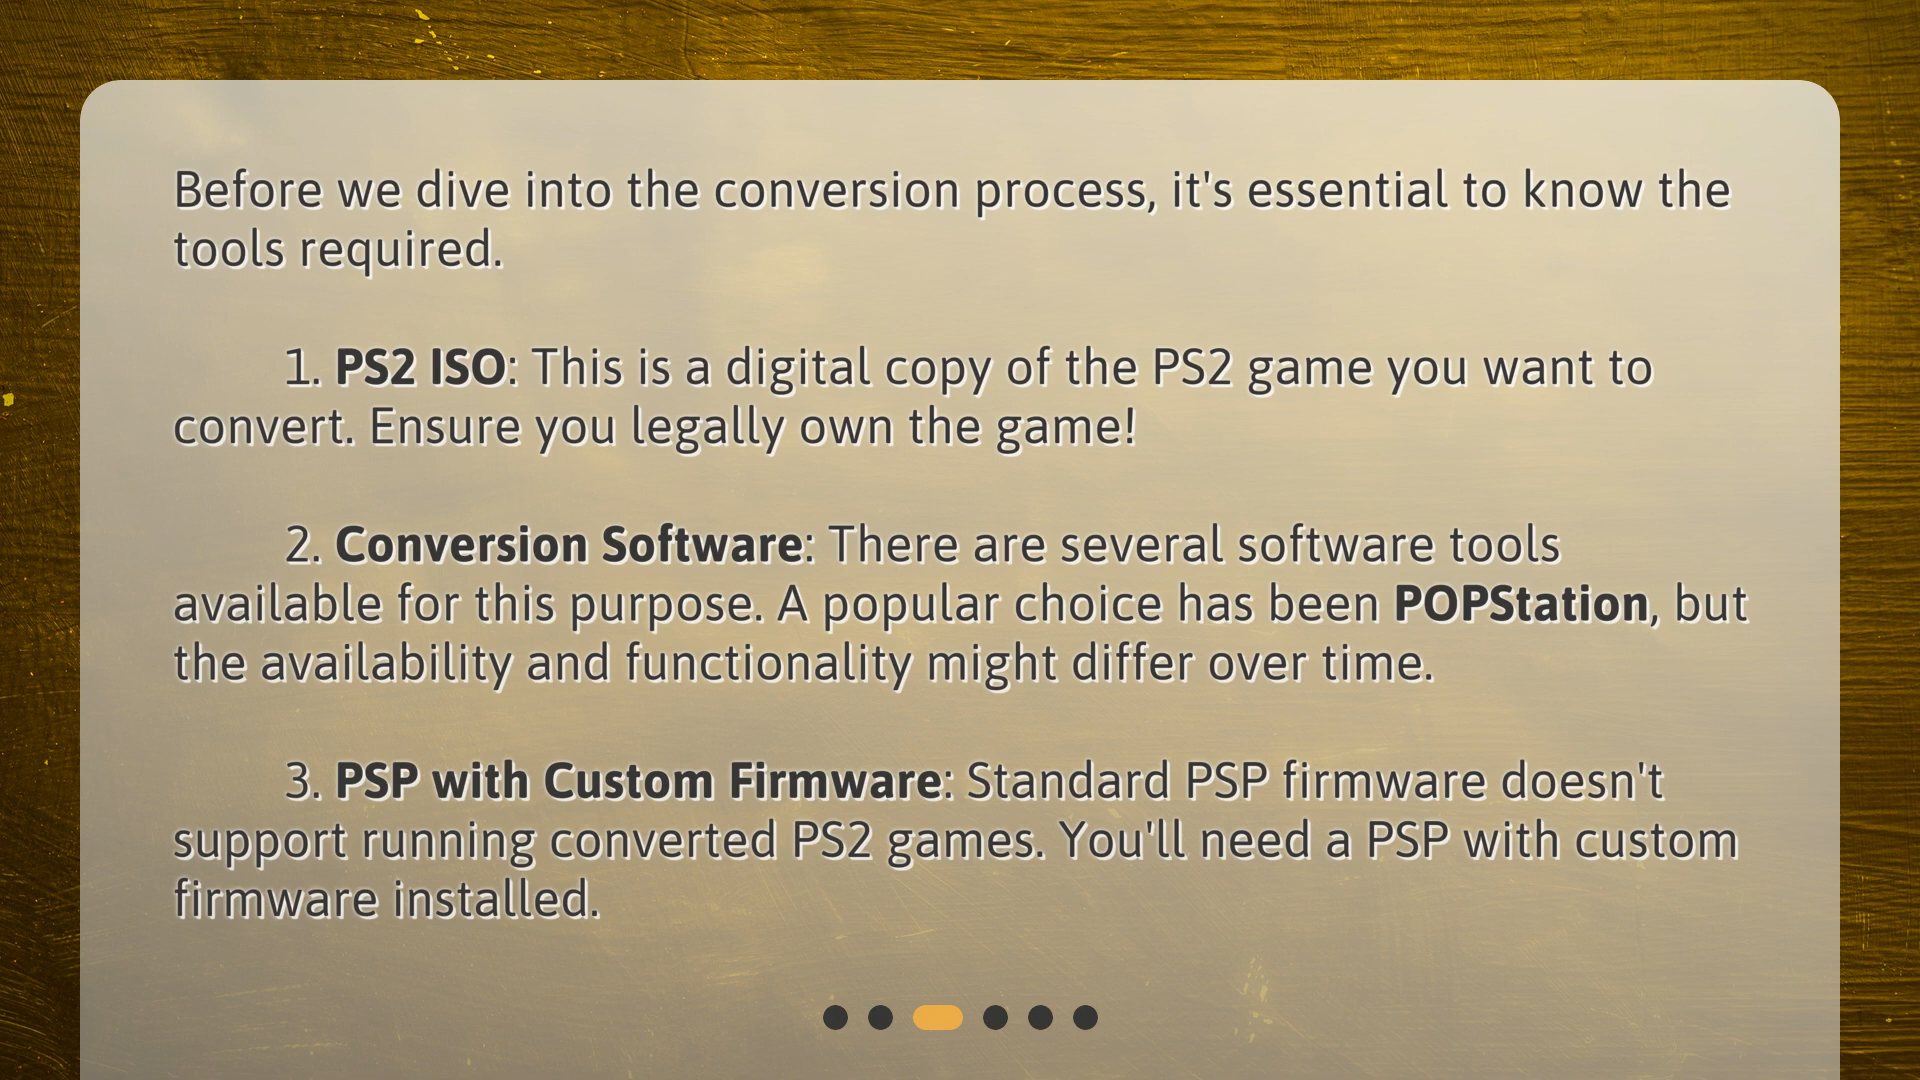 Before we dive into the conversion process, it's essential to know the
tools required.
1. PS2 ISO: This is a digital copy of the PS2 game you want to
convert. Ensure you legally own the game!
2. Conversion Software: There are several software tools
available for this purpose. A popular choice has been POPStation, but
the availability and functionality might differ over time.
3. PSP with Custom Firmware: Standard PSP firmware doesn't
support running converted PS2 games. You'll need a PSP with custom
firmware installed.